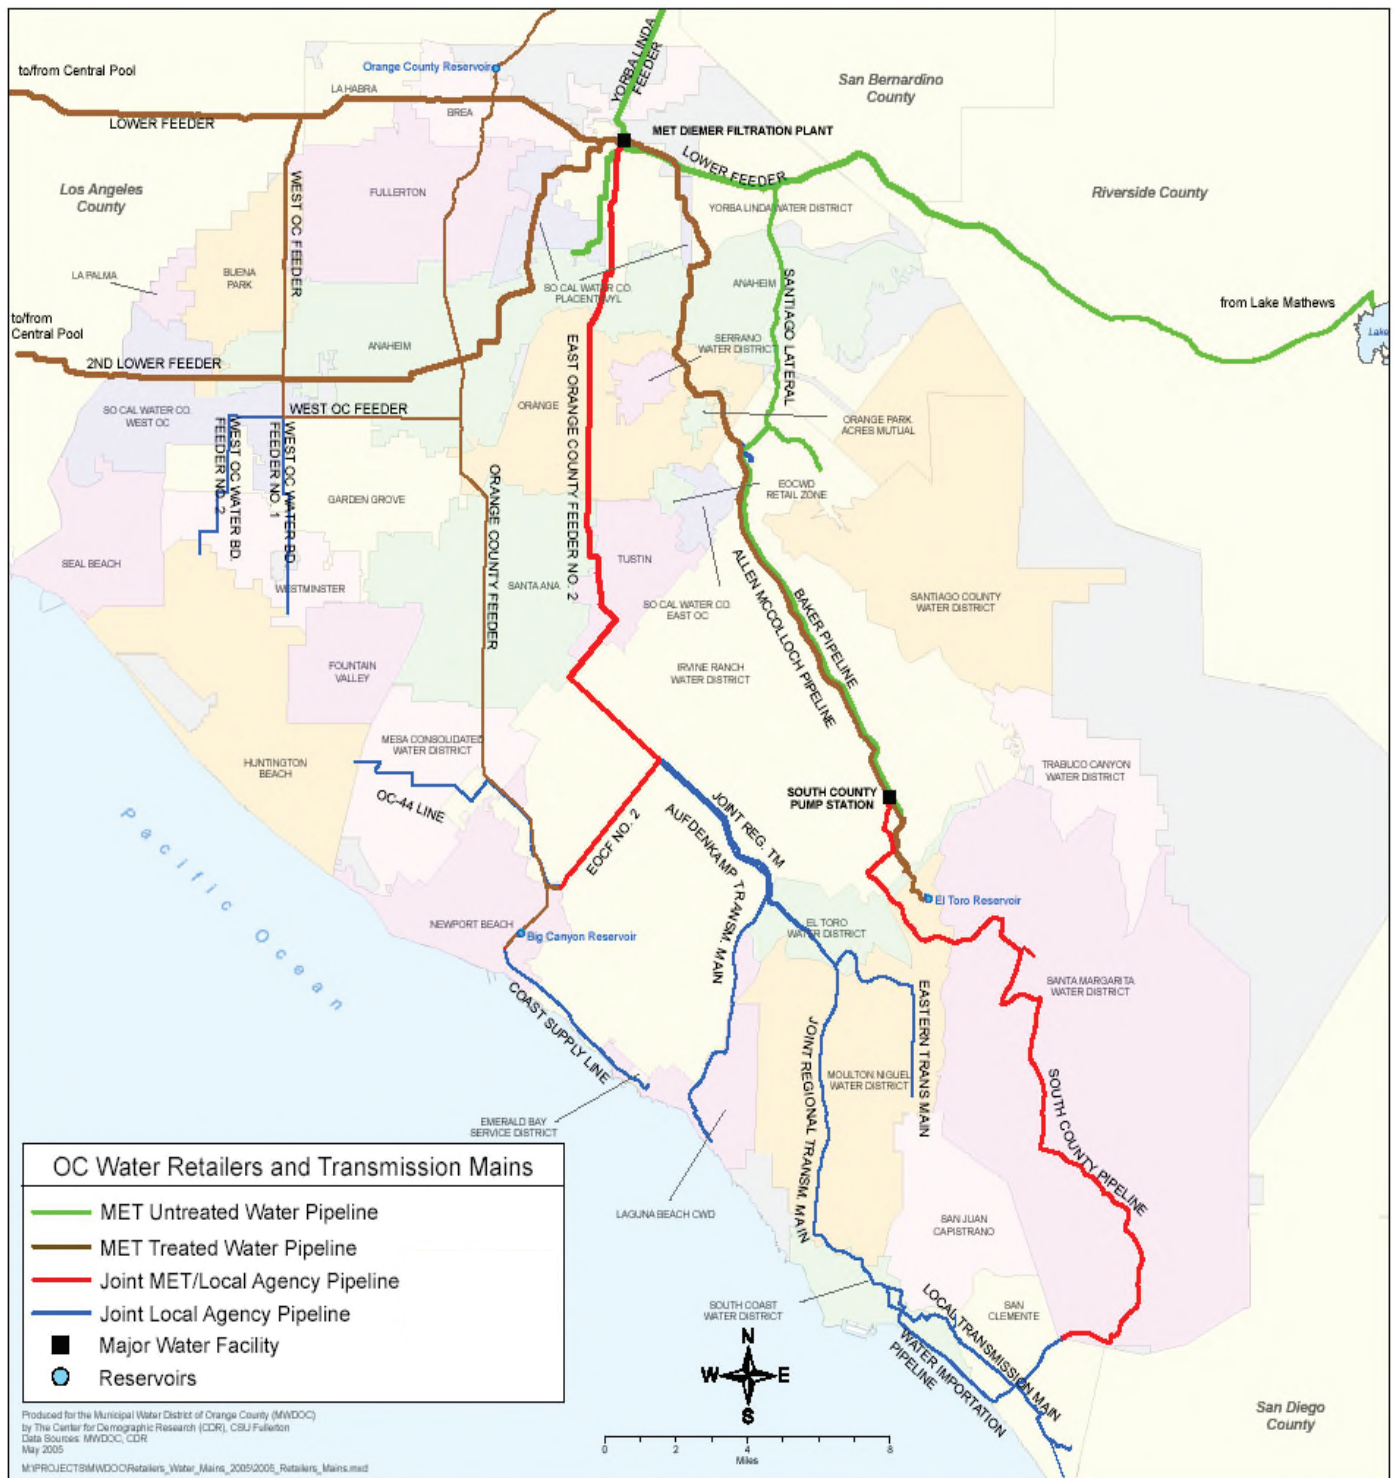 to/from Central Pool
Orange County Reservoir
YORBA LINDA
FEEDER
San Bernardino
County
LA HABRA
BREA
LOWER FEEDER
MET DIEMER FILTRATION PLANT
LOWER FEEDER
Los Angeles
County
FULLERTON
WEST OC FEEDER
Riverside County
YORBA LINDA WATER DISTRICT
LA PALMA
BUENA
PARK
SO CAL WATER CO.
PLACENT/YL
ANAHEIM
SANTIAGO LATERAL
from Lake Mathews
Lake
to/from
Central Pool
ANAHEIM
2ND LOWER FEEDER
SERRANO
WATER DISTRICT
EAST ORANGE COUNTY FEEDER NO. 2
SO CAL WATER CO.
WEST OC
WEST OC FEEDER
ORANGE
ORANGE PARK
ACRES MUTUAL
WEST OC WATER BD.
FEEDER NO. 2
WEST OC WATER BD.
FEEDER NO. 1
GARDEN GROVE
ORANGE COUNTY FEEDER
EOCWD
RETAIL ZONE
SEAL BEACH
WESTMINSTER
SANTA ANA
TUSTIN
SO CAL WATER CO.
EAST OC
ALLEN MCCOLLOCH PIPELINE
BAKER PIPELINE
SANTIAGO COUNTY
WATER DISTRICT
FOUNTAIN
VALLEY
IRVINE RANCH
WATER DISTRICT
MESA CONSOLIDATED
WATER DISTRICT
HUNTINGTON
BEACH
TRABUCO CANYON
WATER DISTRICT
OC-44 LINE
SOUTH COUNTY
PUMP STATION
JOINT REG. TM
AUFDENKAMP TRANSM. MAIN
EOCF NO. 2
Pacific Ocean
NEWPORT BEACH
Big Canyon Reservoir
EL TORO
WATER DISTRICT
El Toro Reservoir
SANTA MARGARITA
WATER DISTRICT
COAST SUPPLY LINE
EASTERN TRANS MAIN
JOINT REGIONAL TRANSM. MAIN
MOULTON NIGUEL
WATER DISTRICT
SOUTH COUNTY PIPELINE
EMERALD BAY
SERVICE DISTRICT
LAGUNA BEACH CWD
SAN JUAN
CAPISTRANO
SOUTH COAST
WATER DISTRICT
LOCAL TRANSMISSION MAIN
SAN
CLEMENTE
WATER IMPORTATION
PIPELINE
San Diego
County
OC Water Retailers and Transmission Mains
MET Untreated Water Pipeline
MET Treated Water Pipeline
Joint MET/Local Agency Pipeline
Joint Local Agency Pipeline
Major Water Facility
Reservoirs
N
W E
S
0 2 4 8
Miles
Produced for the Municipal Water District of Orange County (MWDOC)
by The Center for Demographic Research (CDR), CSU Fullerton
Data Sources: MWDOC, CDR
May 2005
M:\PROJECTS\MWDOC\Retailers_Water_Mains_2005\2005_Retailers_Mains.mxd